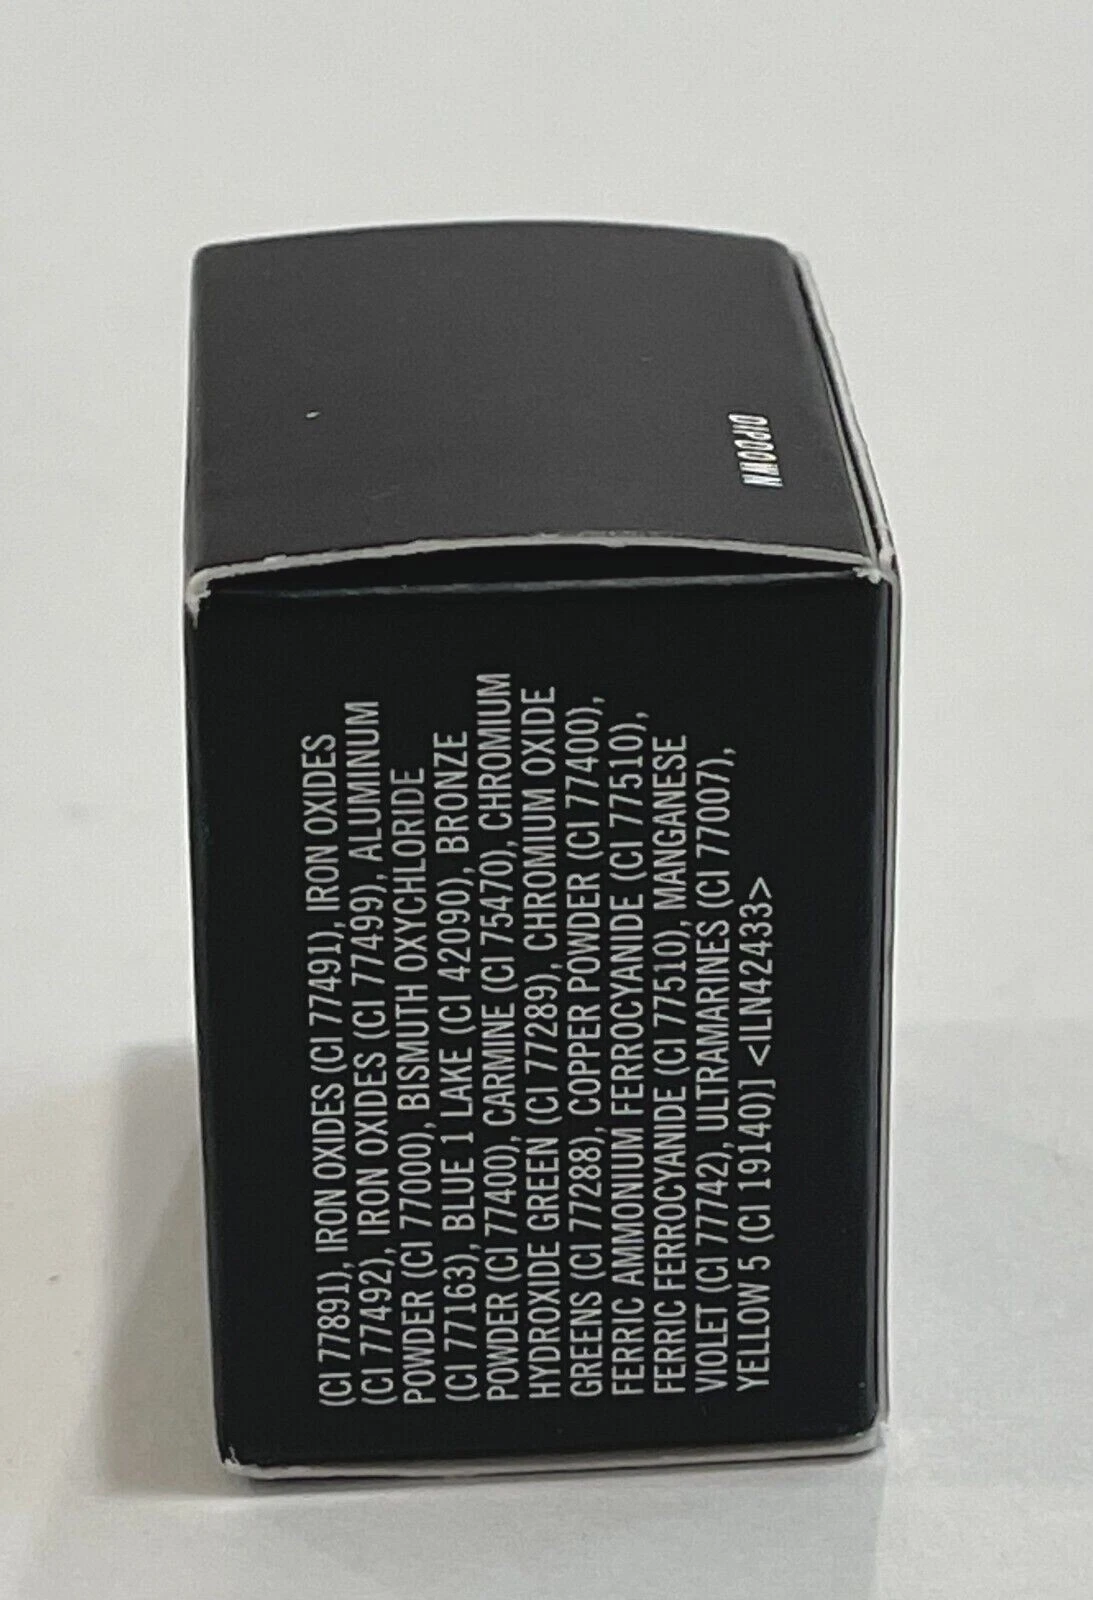 (CI 77891), IRON OXIDES (CI 77491), IRON OXIDES
(CI 77492), IRON OXIDES (CI 77499), ALUMINUM
POWDER (CI 77000), BISMUTH OXYCHLORIDE
(CI 77163), BLUE 1 LAKE (CI 42090), BRONZE
POWDER (CI 77400), CARMINE (CI 75470), CHROMIUM
HYDROXIDE GREEN (CI 77289), CHROMIUM OXIDE
GREENS (CI 77288), COPPER POWDER (CI 77400),
FERRIC AMMONIUM FERROCYANIDE (CI 77510),
FERRIC FERROCYANIDE (CI 77510), MANGANESE
VIOLET (CI 77742), ULTRAMARINES (CI 77007),
YELLOW 5 (CI 19140)] <ILN42433>